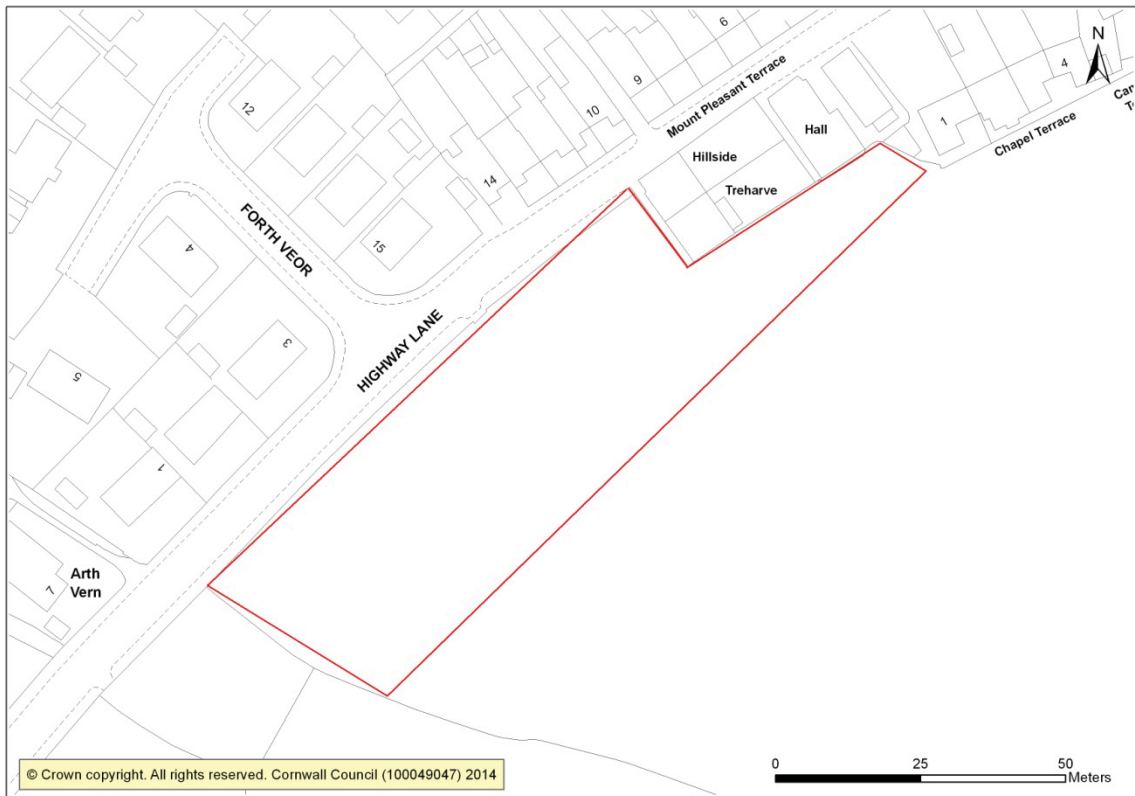 6
N
Mount Pleasant Terrace
9
4
12
10
Hall
1
Can
Te
Chapel Terrace
Hillside
14
Treharve
FORTH VEOR
15
4
HIGHWAY LANE
3
5
1
Arth
Vern
7
© Crown copyright. All rights reserved. Cornwall Council (100049047) 2014
0 25 50
Meters